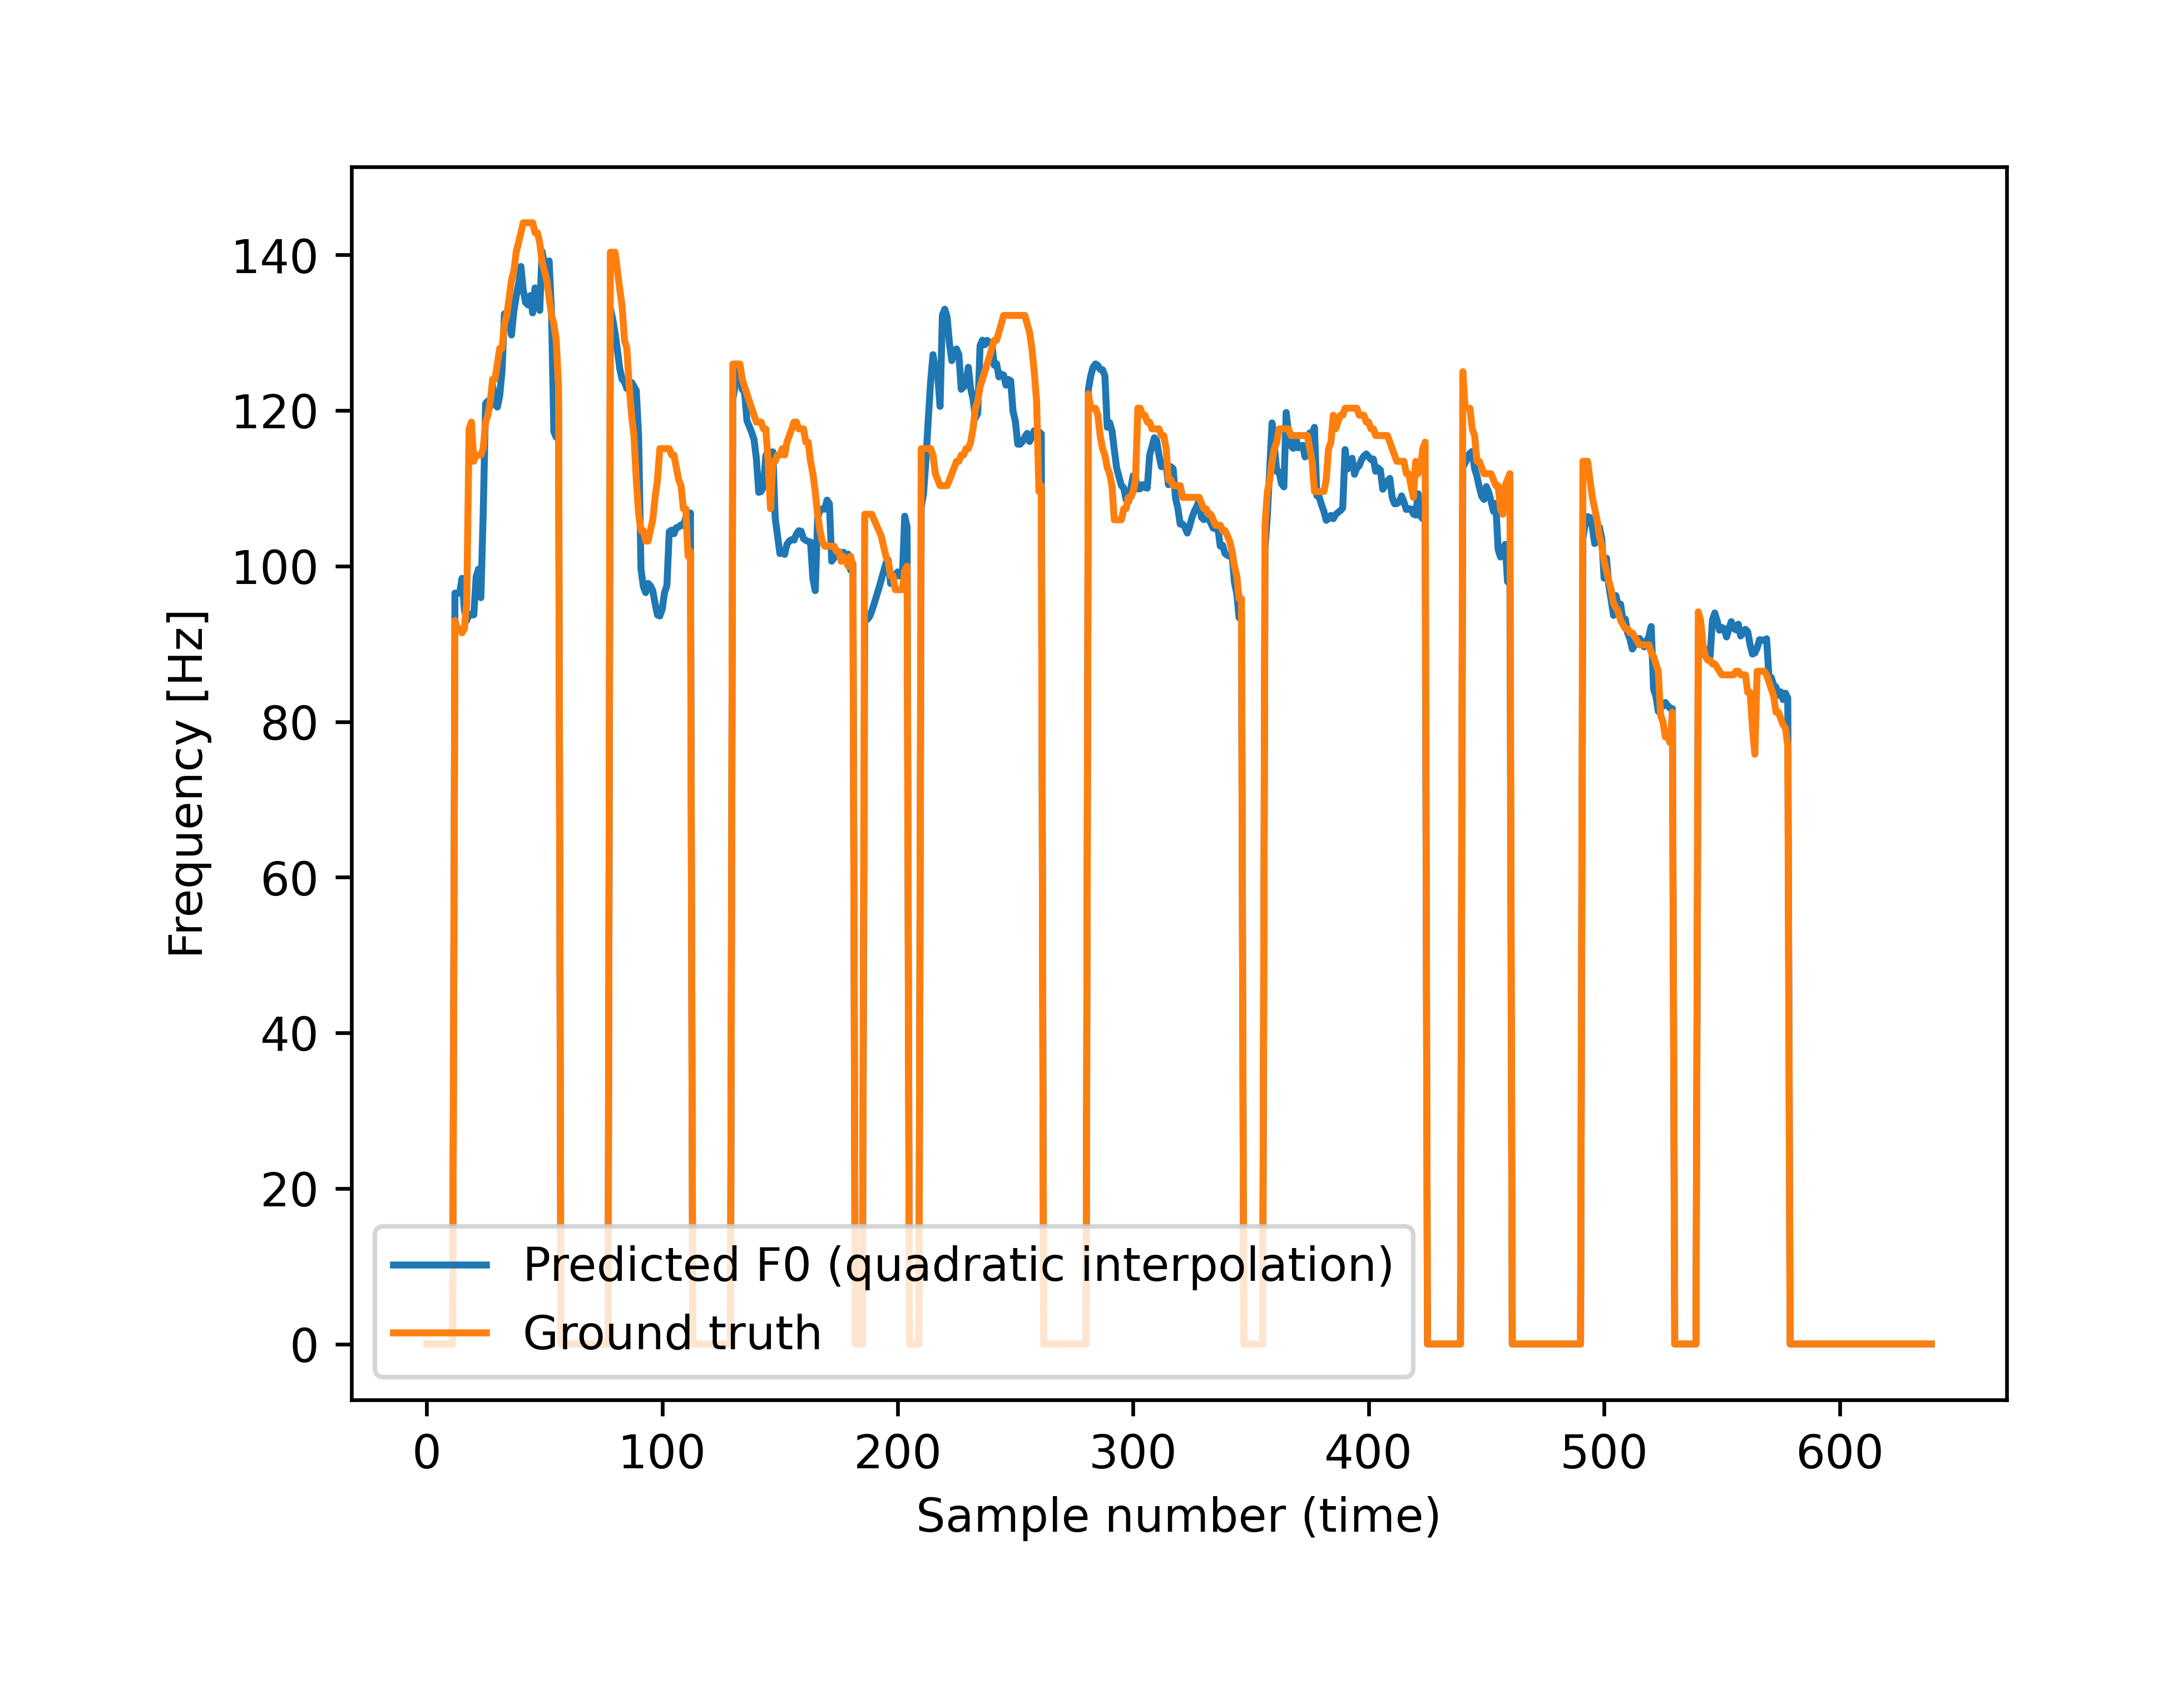 140
120
100
80
60
40
20
0
Frequency [Hz]
Predicted F0 (quadratic interpolation)
Ground truth
0 100 200 300 400 500 600
Sample number (time)